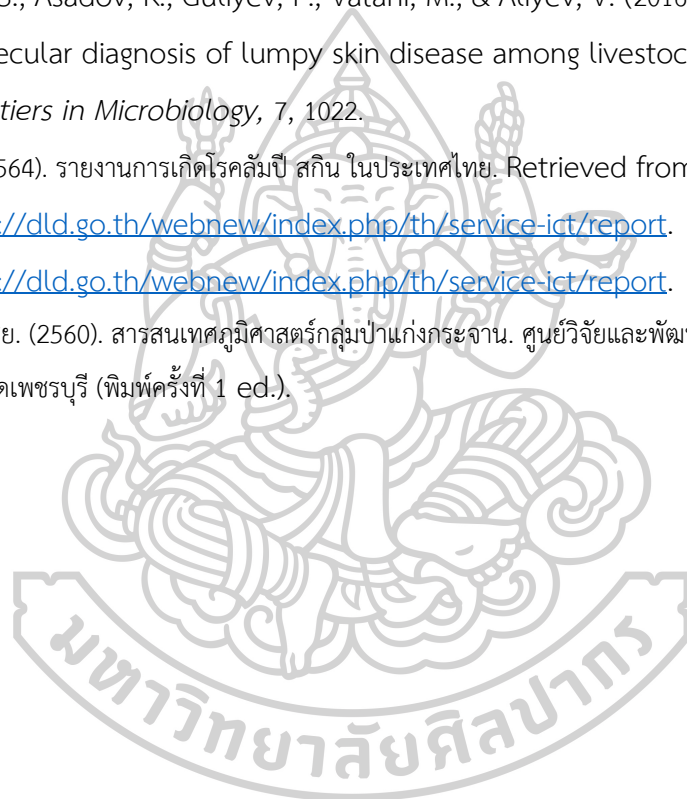 S., Asadov, K., Guliyev, F., Vatani, M., & Aliyev, V. (2016
ecular diagnosis of lumpy skin disease among livestoc
tiers in Microbiology, 7, 1022.
564). รายงานการเกิดโรคลัมปี สกิน ในประเทศไทย. Retrieved from
://dld.go.th/webnew/index.php/th/service-ict/report.
://dld.go.th/webnew/index.php/th/service-ict/report.
ย. (2560). สารสนเทศภูมิศาสตร์กลุ่มป่าแก่งกระจาน. ศูนย์วิจัยและพัฒ
ดเพชรบุรี (พิมพ์ครั้งที่ 1 ed.).
มหาวิทยาลัยศิลปากร